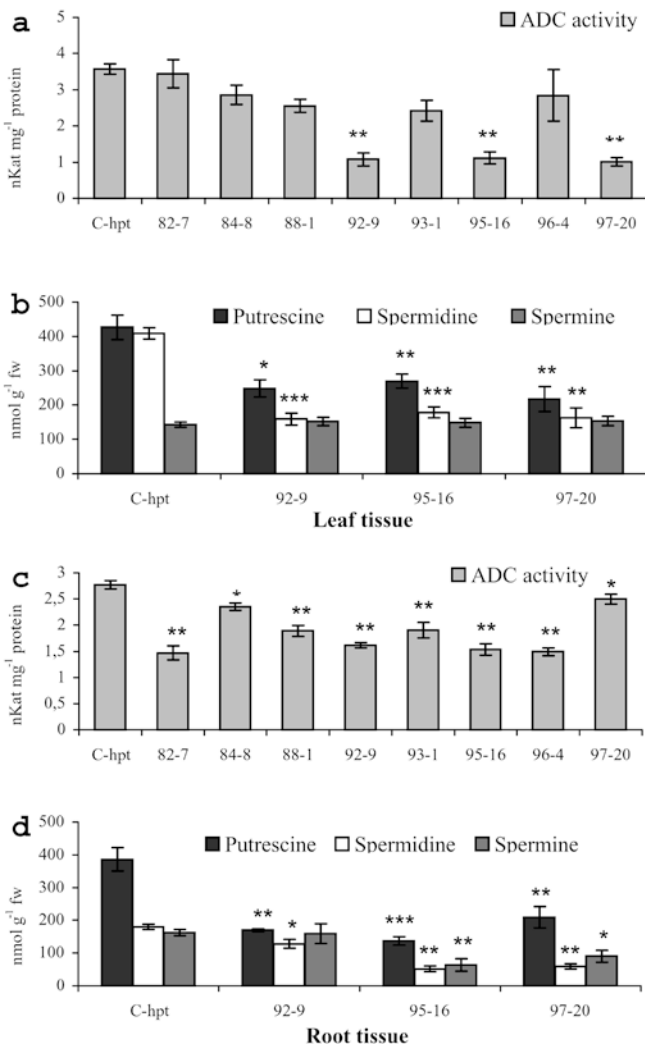 a
ADC activity
nKat mg-1 protein
5
4
3
2
1
0
** ** **
C-hpt 82-7 84-8 88-1 92-9 93-1 95-16 96-4 97-20
b
Putrescine Spermidine Spermine
nmol g-1 fw
500
400
300
200
100
0
* *** ** *** ** **
C-hpt 92-9 95-16 97-20
Leaf tissue
c
ADC activity
nKat mg-1 protein
3
2,5
2
1,5
1
0,5
0
** * ** ** ** ** ** *
C-hpt 82-7 84-8 88-1 92-9 93-1 95-16 96-4 97-20
d
Putrescine Spermidine Spermine
nmol g-1 fw
500
400
300
200
100
0
** * *** ** ** ** ** *
C-hpt 92-9 95-16 97-20
Root tissue